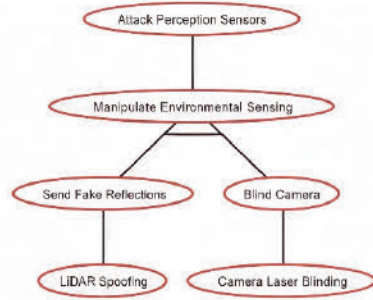 Attack Perception Sensors
Manipulate Environmental Sensing
Send Fake Reflections
Blind Camera
LiDAR Spoofing
Camera Laser Blinding